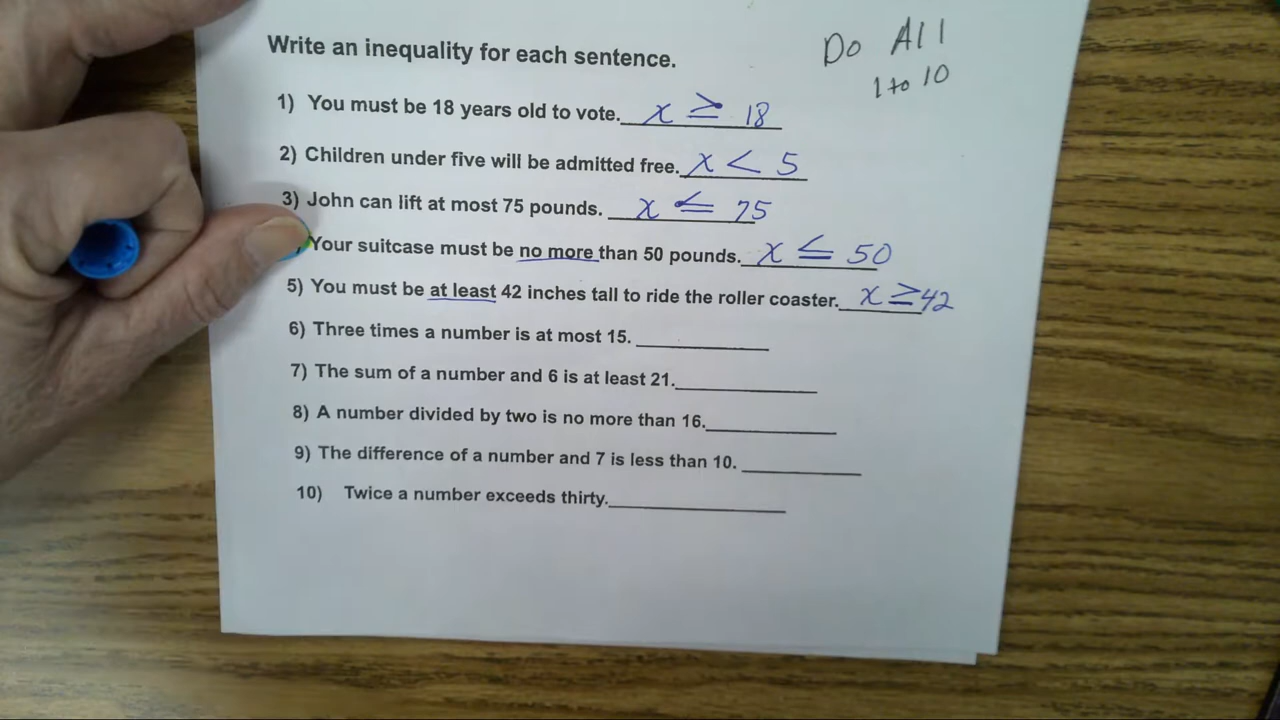 Do All
1 to 10
Write an inequality for each sentence.
1) You must be 18 years old to vote. x ≥ 18
2) Children under five will be admitted free. x < 5
3) John can lift at most 75 pounds. x ≤ 75
Your suitcase must be no more than 50 pounds. x ≤ 50
5) You must be at least 42 inches tall to ride the roller coaster. x ≥ 42
6) Three times a number is at most 15.
7) The sum of a number and 6 is at least 21.
8) A number divided by two is no more than 16.
9) The difference of a number and 7 is less than 10.
10) Twice a number exceeds thirty.